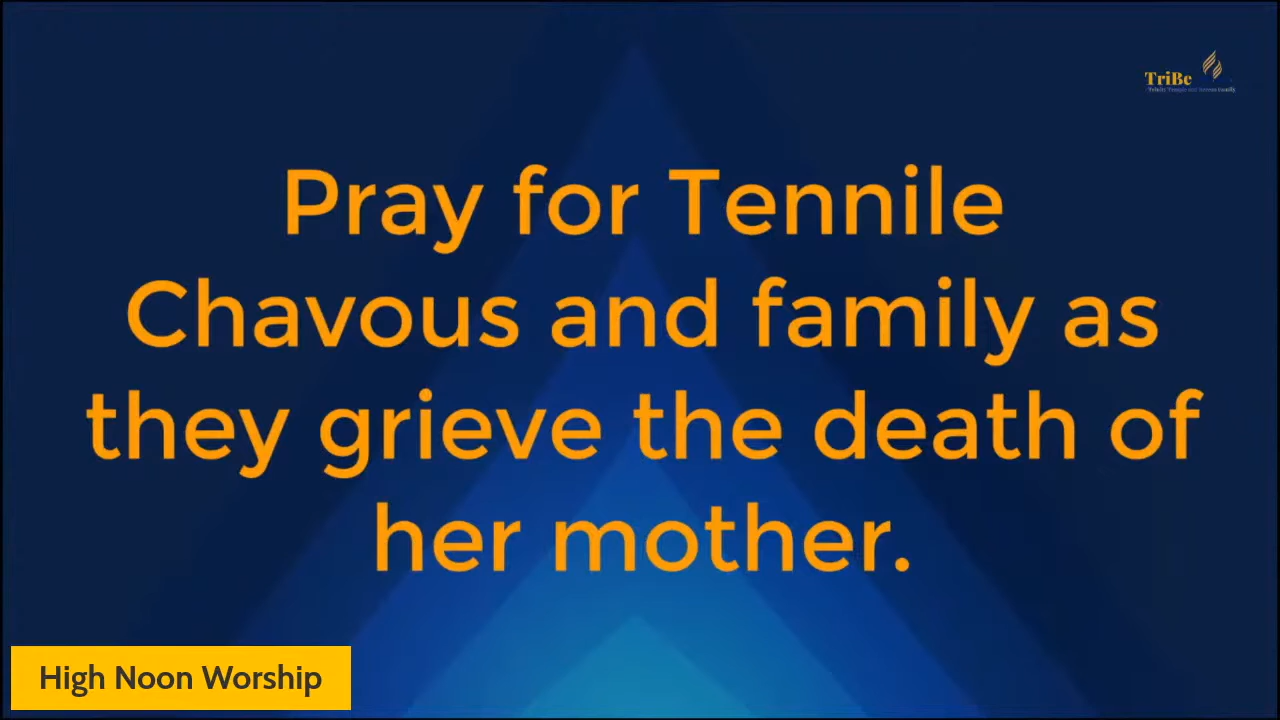 TriBe
Pray for Tennile
Chavous and family as
they grieve the death of
her mother.
High Noon Worship